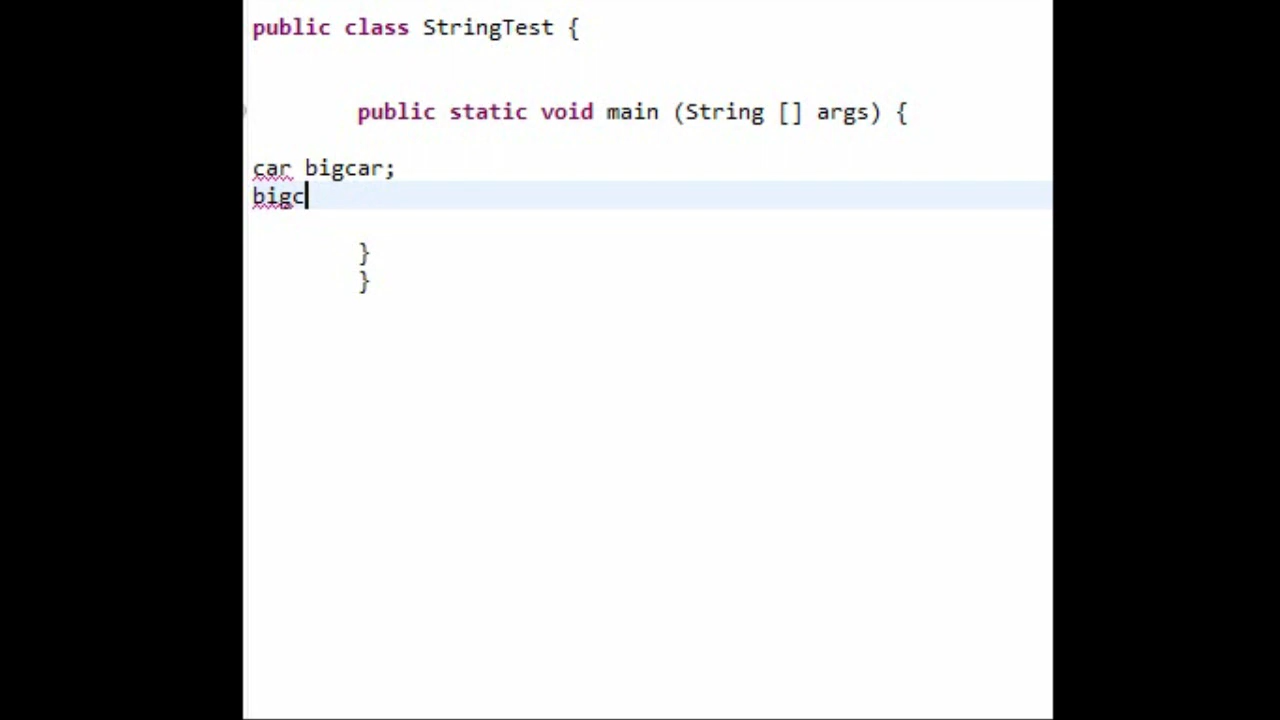 public class StringTest {
public static void main (String [] args) {
car bigcar;
bigc
}
}